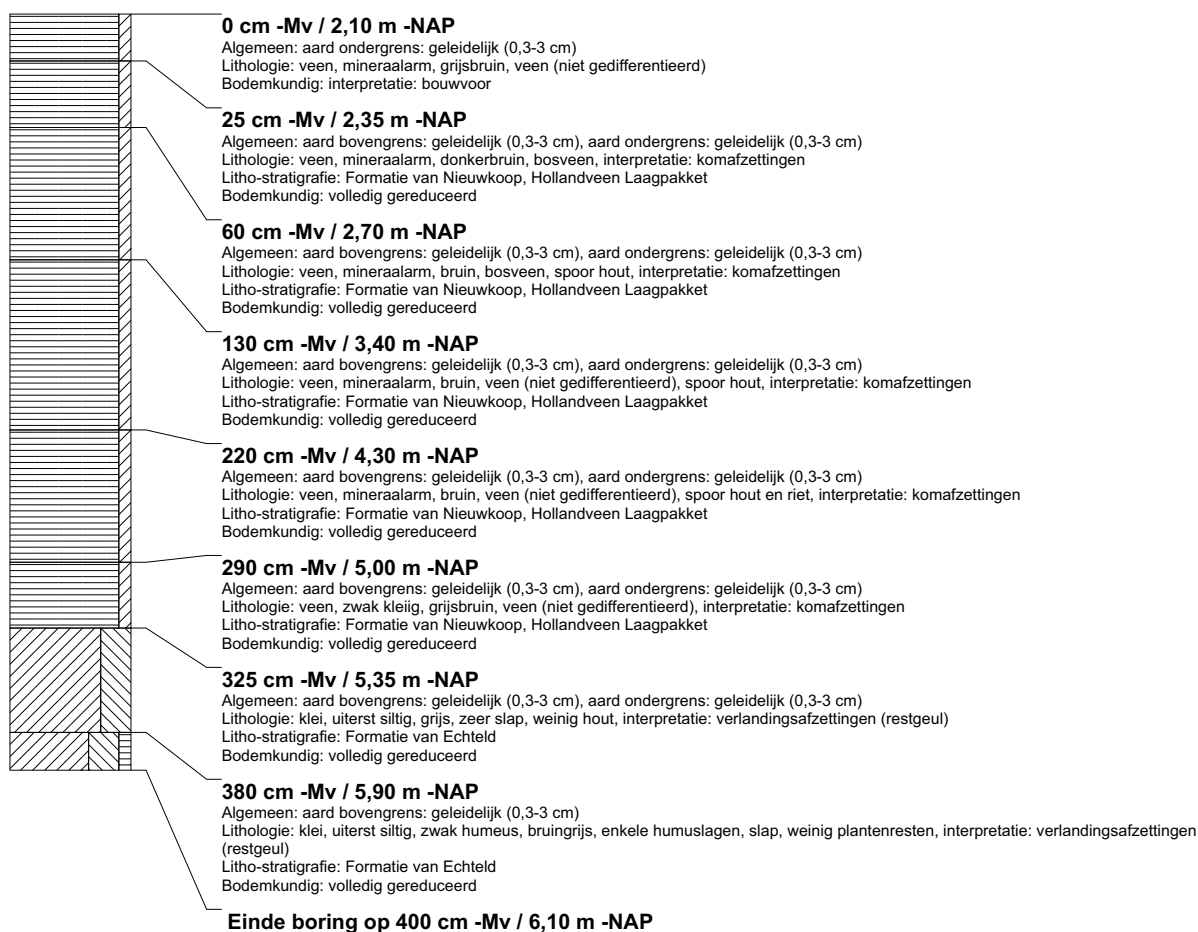 0 cm -Mv / 2,10 m -NAP
Algemeen: aard ondergrens: geleidelijk (0,3-3 cm)
Lithologie: veen, mineraalarm, grijsbruin, veen (niet gedifferentieerd)
Bodemkundig: interpretatie: bouwvoor
25 cm -Mv / 2,35 m -NAP
Algemeen: aard bovengrens: geleidelijk (0,3-3 cm), aard ondergrens: geleidelijk (0,3-3 cm)
Lithologie: veen, mineraalarm, donkerbruin, bosveen, interpretatie: komafzettingen
Litho-stratigrafie: Formatie van Nieuwkoop, Hollandveen Laagpakket
Bodemkundig: volledig gereduceerd
60 cm -Mv / 2,70 m -NAP
Algemeen: aard bovengrens: geleidelijk (0,3-3 cm), aard ondergrens: geleidelijk (0,3-3 cm)
Lithologie: veen, mineraalarm, bruin, bosveen, spoor hout, interpretatie: komafzettingen
Litho-stratigrafie: Formatie van Nieuwkoop, Hollandveen Laagpakket
Bodemkundig: volledig gereduceerd
130 cm -Mv / 3,40 m -NAP
Algemeen: aard bovengrens: geleidelijk (0,3-3 cm), aard ondergrens: geleidelijk (0,3-3 cm)
Lithologie: veen, mineraalarm, bruin, veen (niet gedifferentieerd), spoor hout, interpretatie: komafzettingen
Litho-stratigrafie: Formatie van Nieuwkoop, Hollandveen Laagpakket
Bodemkundig: volledig gereduceerd
220 cm -Mv / 4,30 m -NAP
Algemeen: aard bovengrens: geleidelijk (0,3-3 cm), aard ondergrens: geleidelijk (0,3-3 cm)
Lithologie: veen, mineraalarm, bruin, veen (niet gedifferentieerd), spoor hout en riet, interpretatie: komafzettingen
Litho-stratigrafie: Formatie van Nieuwkoop, Hollandveen Laagpakket
Bodemkundig: volledig gereduceerd
290 cm -Mv / 5,00 m -NAP
Algemeen: aard bovengrens: geleidelijk (0,3-3 cm), aard ondergrens: geleidelijk (0,3-3 cm)
Lithologie: veen, zwak kleiig, grijsbruin, veen (niet gedifferentieerd), interpretatie: komafzettingen
Litho-stratigrafie: Formatie van Nieuwkoop, Hollandveen Laagpakket
Bodemkundig: volledig gereduceerd
325 cm -Mv / 5,35 m -NAP
Algemeen: aard bovengrens: geleidelijk (0,3-3 cm), aard ondergrens: geleidelijk (0,3-3 cm)
Lithologie: klei, uiterst siltig, grijs, zeer slap, weinig hout, interpretatie: verlandingsafzettingen (restgeul)
Litho-stratigrafie: Formatie van Echteld
Bodemkundig: volledig gereduceerd
380 cm -Mv / 5,90 m -NAP
Algemeen: aard bovengrens: geleidelijk (0,3-3 cm)
Lithologie: klei, uiterst siltig, zwak humeus, bruingrijs, enkele humuslagen, slap, weinig plantenresten, interpretatie: verlandingsafzettingen
(restgeul)
Litho-stratigrafie: Formatie van Echteld
Bodemkundig: volledig gereduceerd
Einde boring op 400 cm -Mv / 6,10 m -NAP